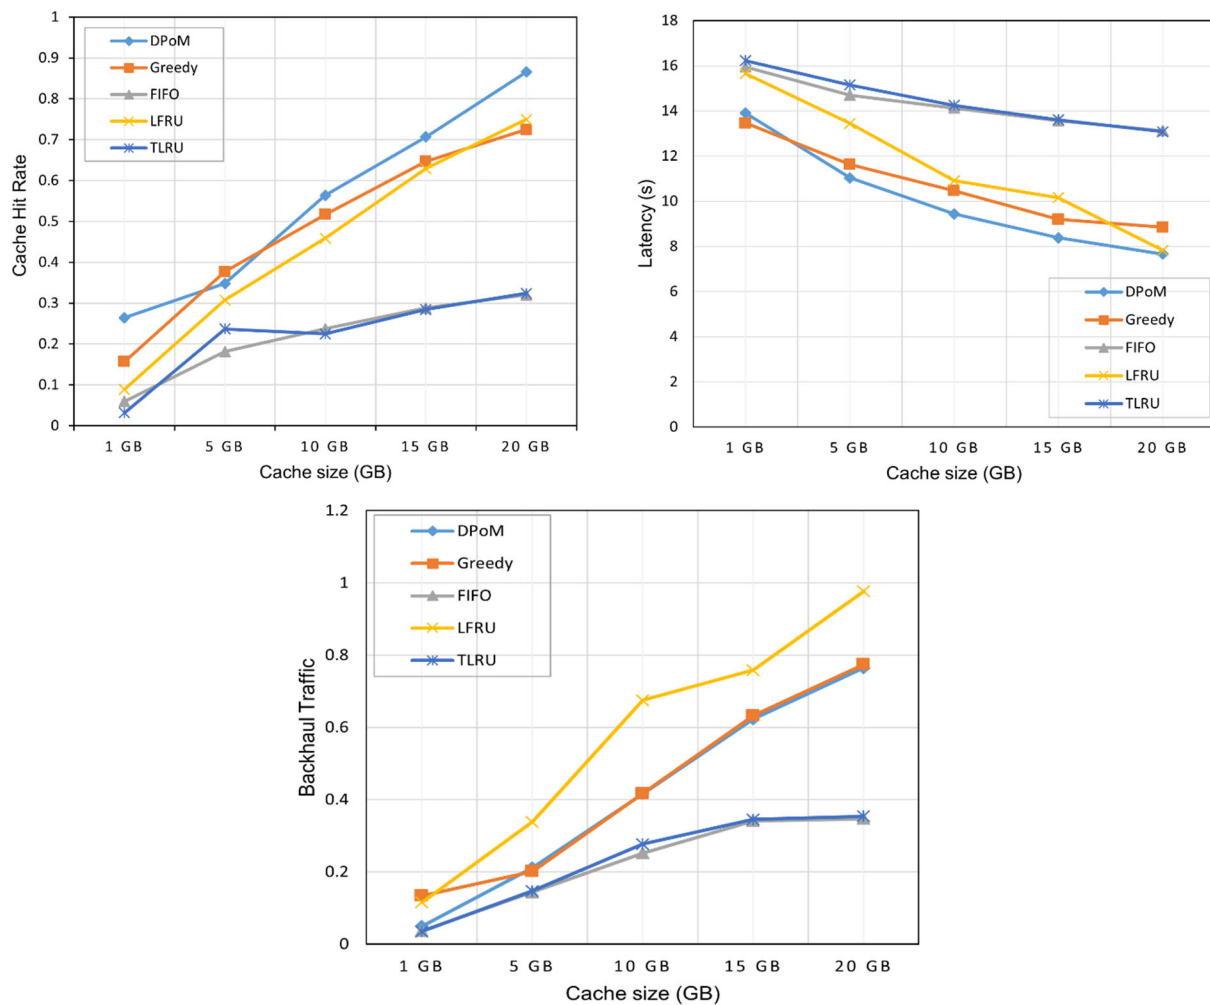 1
0.9
0.8
0.7
0.6
0.5
0.4
0.3
0.2
0.1
0
Cache Hit Rate
DPoM
Greedy
FIFO
LFRU
TLRU
1 GB 5 GB 10 GB 15 GB 20 GB
Cache size (GB)
18
16
14
12
10
8
6
4
2
0
Latency (s)
DPoM
Greedy
FIFO
LFRU
TLRU
1 GB 5 GB 10 GB 15 GB 20 GB
Cache size (GB)
1.2
1
0.8
0.6
0.4
0.2
0
Backhaul Traffic
DPoM
Greedy
FIFO
LFRU
TLRU
1 GB 5 GB 10 GB 15 GB 20 GB
Cache size (GB)